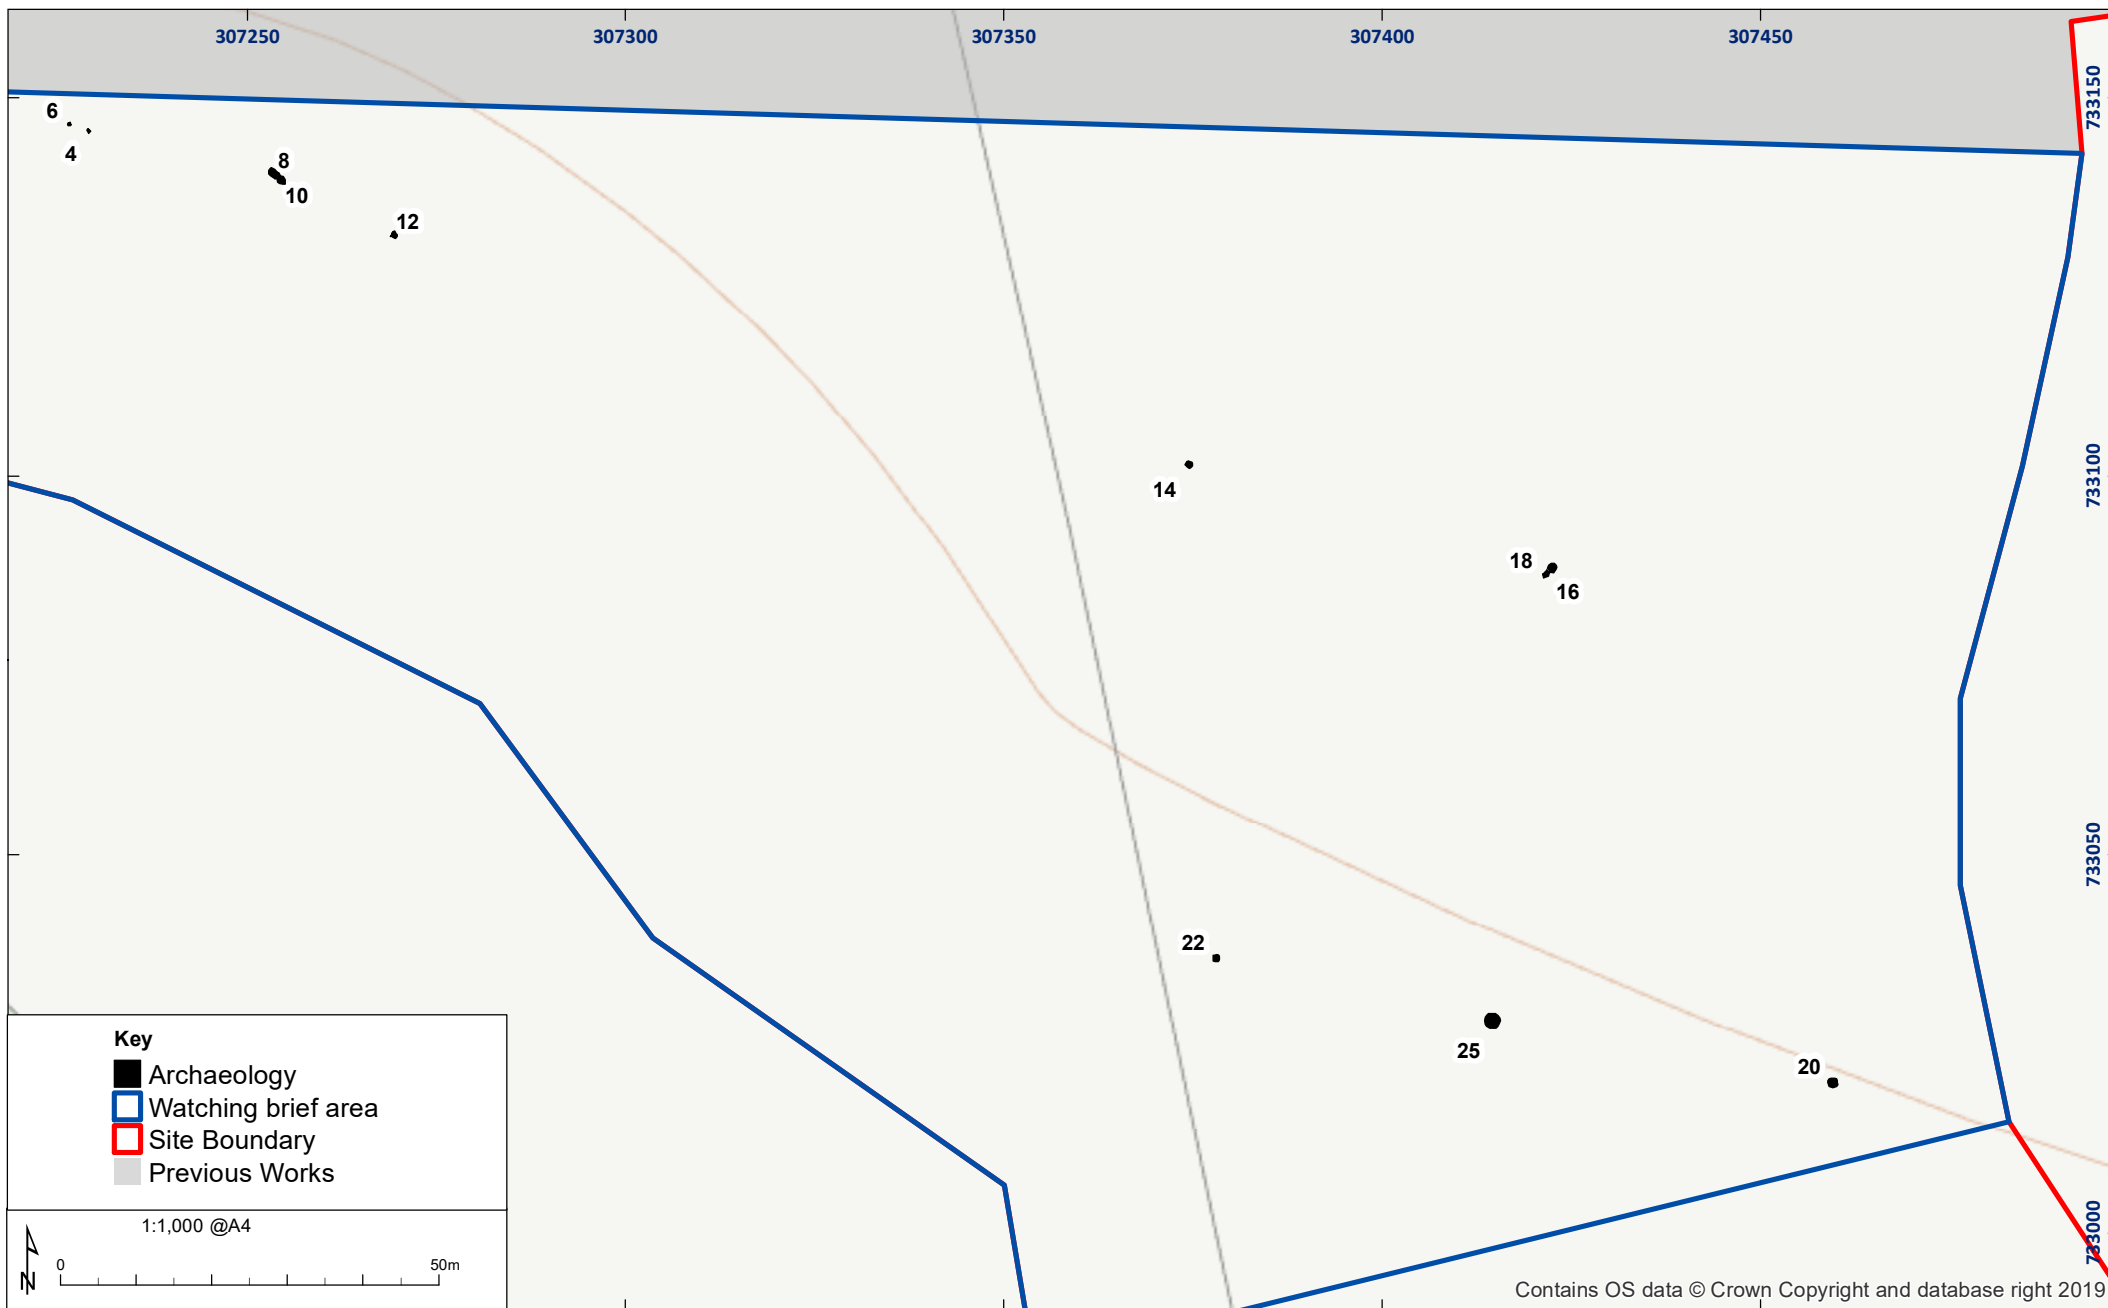 307250
307300
307350
307400
307450
733150
6
4
8
10
12
733100
14
18
16
733050
22
25
20
733000
Key
Archaeology
Watching brief area
Site Boundary
Previous Works
1:1,000 @A4
0
50m
N
Contains OS data © Crown Copyright and database right 2019